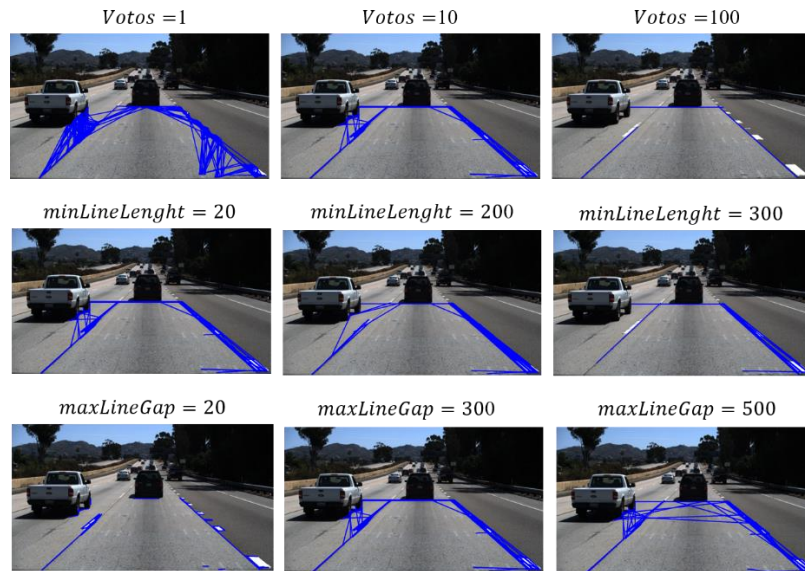 Votos =1
Votos =10
Votos =100
minLineLenght = 20
minLineLenght = 200
minLineLenght = 300
maxLineGap = 20
maxLineGap = 300
maxLineGap = 500